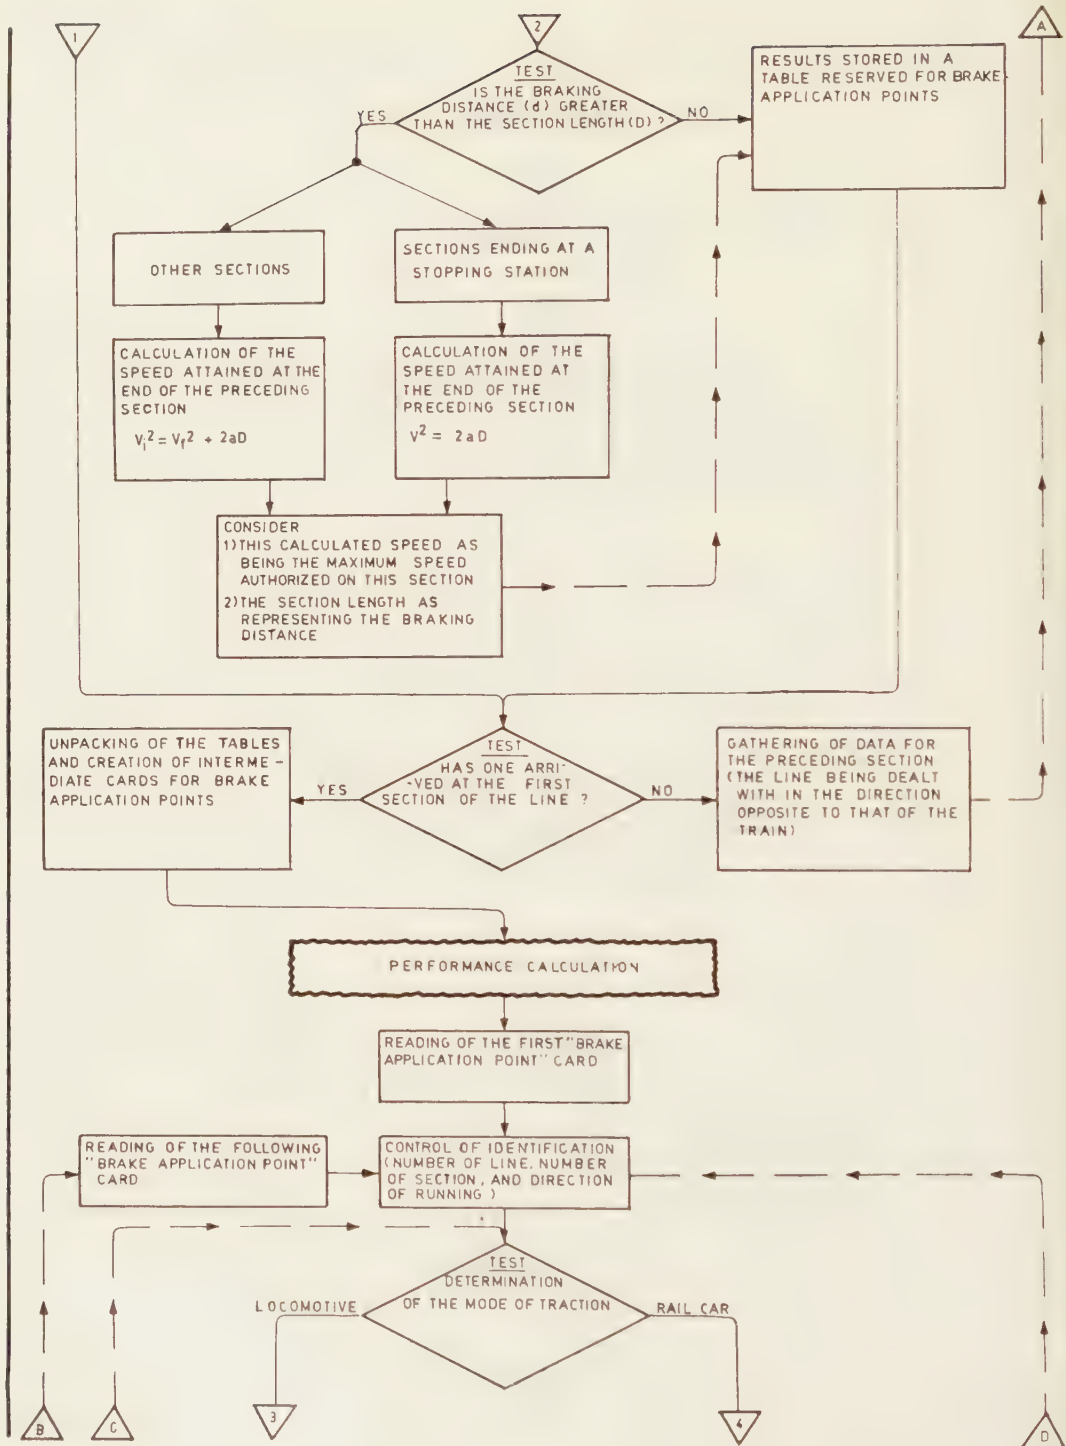 1
2
A
TEST
IS THE BRAKING
DISTANCE (d) GREATER
THAN THE SECTION LENGTH (D) ?
YES
NO
RESULTS STORED IN A
TABLE RESERVED FOR BRAKE
APPLICATION POINTS
OTHER SECTIONS
SECTIONS ENDING AT A
STOPPING STATION
CALCULATION OF THE
SPEED ATTAINED AT THE
END OF THE PRECEDING
SECTION
Vi² = Vf² + 2aD
CALCULATION OF THE
SPEED ATTAINED AT
THE END OF THE
PRECEDING SECTION
V² = 2aD
CONSIDER
1) THIS CALCULATED SPEED AS
BEING THE MAXIMUM SPEED
AUTHORIZED ON THIS SECTION
2) THE SECTION LENGTH AS
REPRESENTING THE BRAKING
DISTANCE
UNPACKING OF THE TABLES
AND CREATION OF INTERME-
DIATE CARDS FOR BRAKE
APPLICATION POINTS
YES
TEST
HAS ONE ARRI-
-VED AT THE FIRST
SECTION OF THE LINE ?
NO
GATHERING OF DATA FOR
THE PRECEDING SECTION
(THE LINE BEING DEALT
WITH IN THE DIRECTION
OPPOSITE TO THAT OF THE
TRAIN)
PERFORMANCE CALCULATION
READING OF THE FIRST "BRAKE
APPLICATION POINT" CARD
READING OF THE FOLLOWING
"BRAKE APPLICATION POINT"
CARD
CONTROL OF IDENTIFICATION
(NUMBER OF LINE, NUMBER
OF SECTION, AND DIRECTION
OF RUNNING)
TEST
DETERMINATION
OF THE MODE OF TRACTION
LOCOMOTIVE
RAIL CAR
B
C
3
4
D